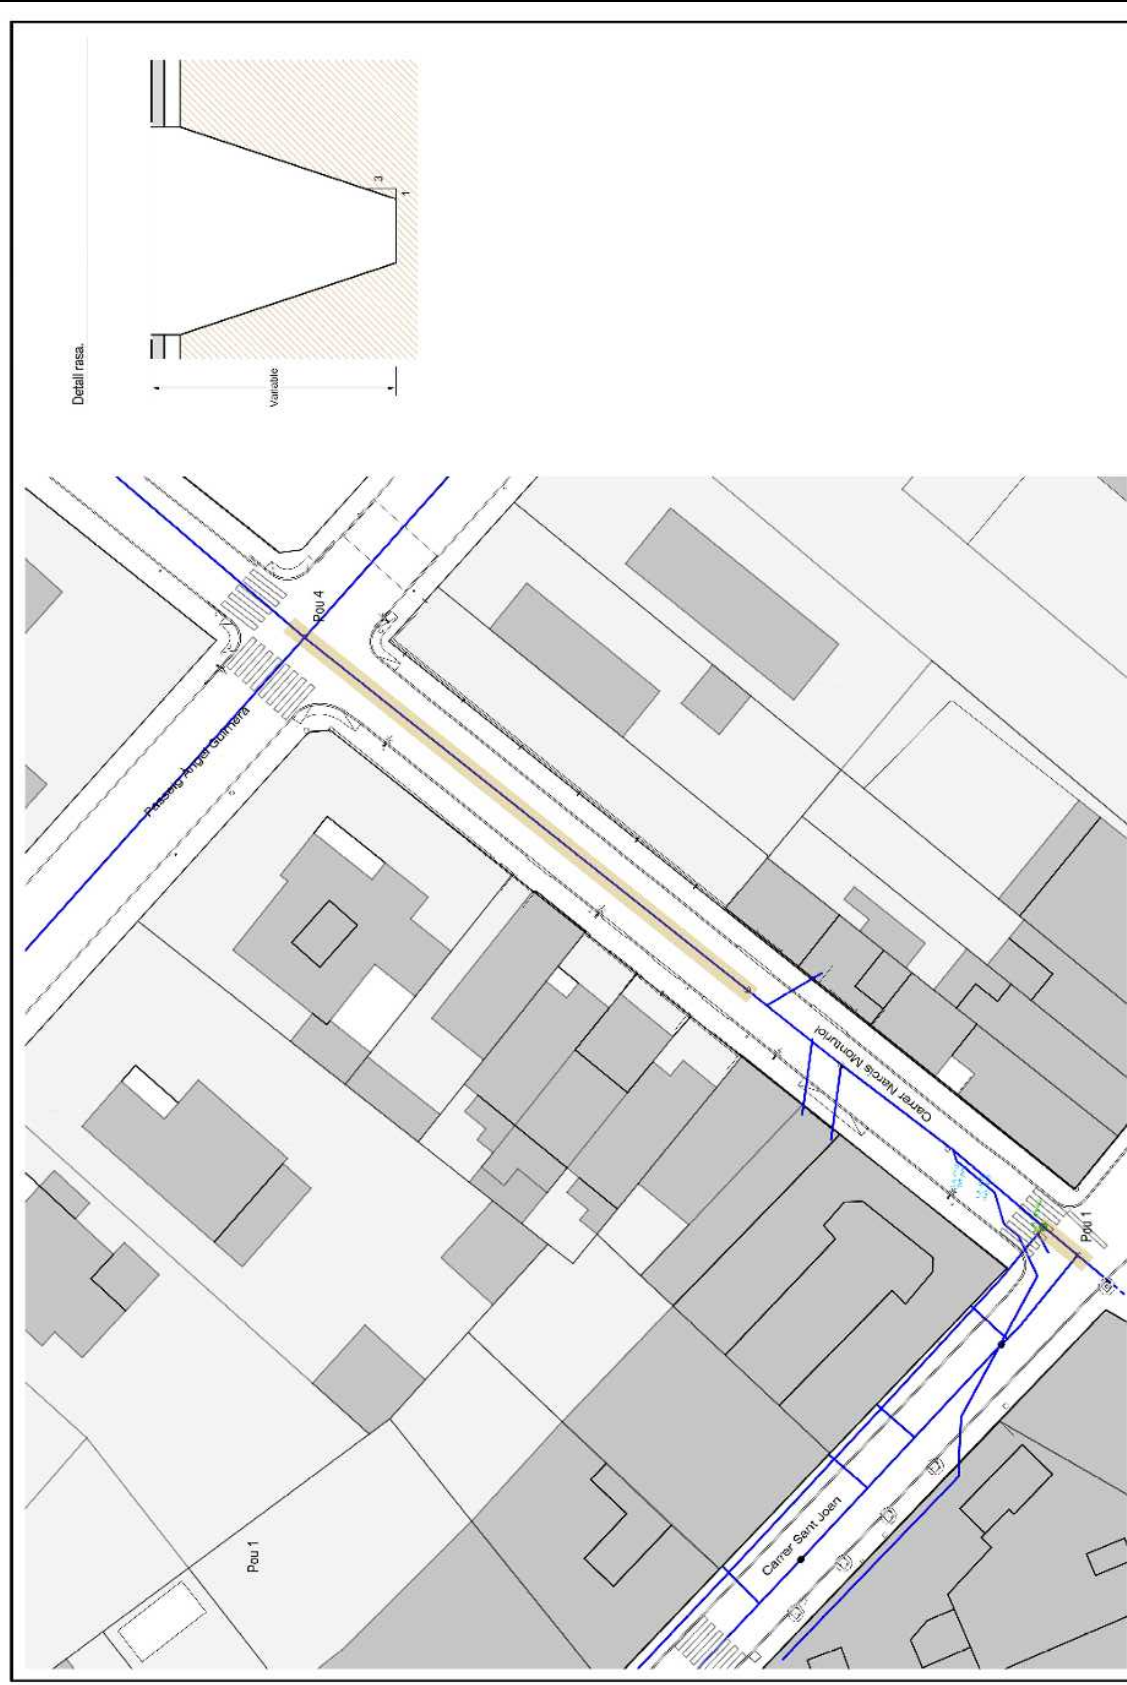 Detall rasa.
Variable
3
1
Pou 4
Passeig Àngel Guimerà
Carrer Narcís Monturiol
Pou 1
Carrer Sant Joan
Pou 1